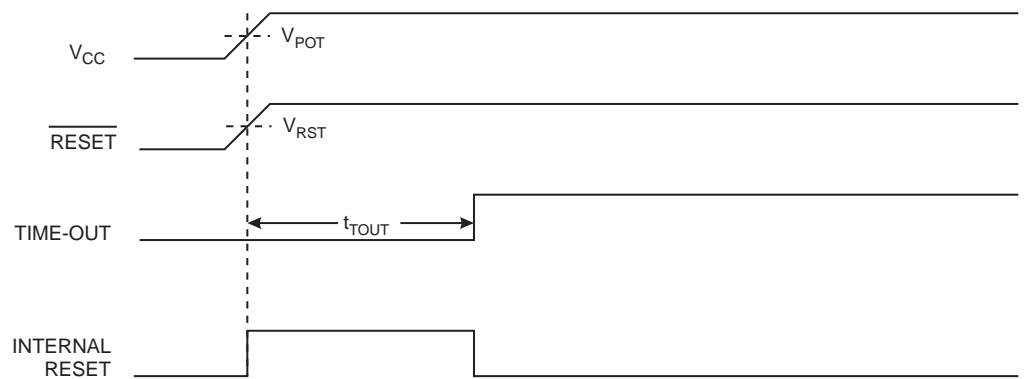 V_CC
V_POT
RESET
V_RST
TIME-OUT
t_TOUT
INTERNAL
RESET